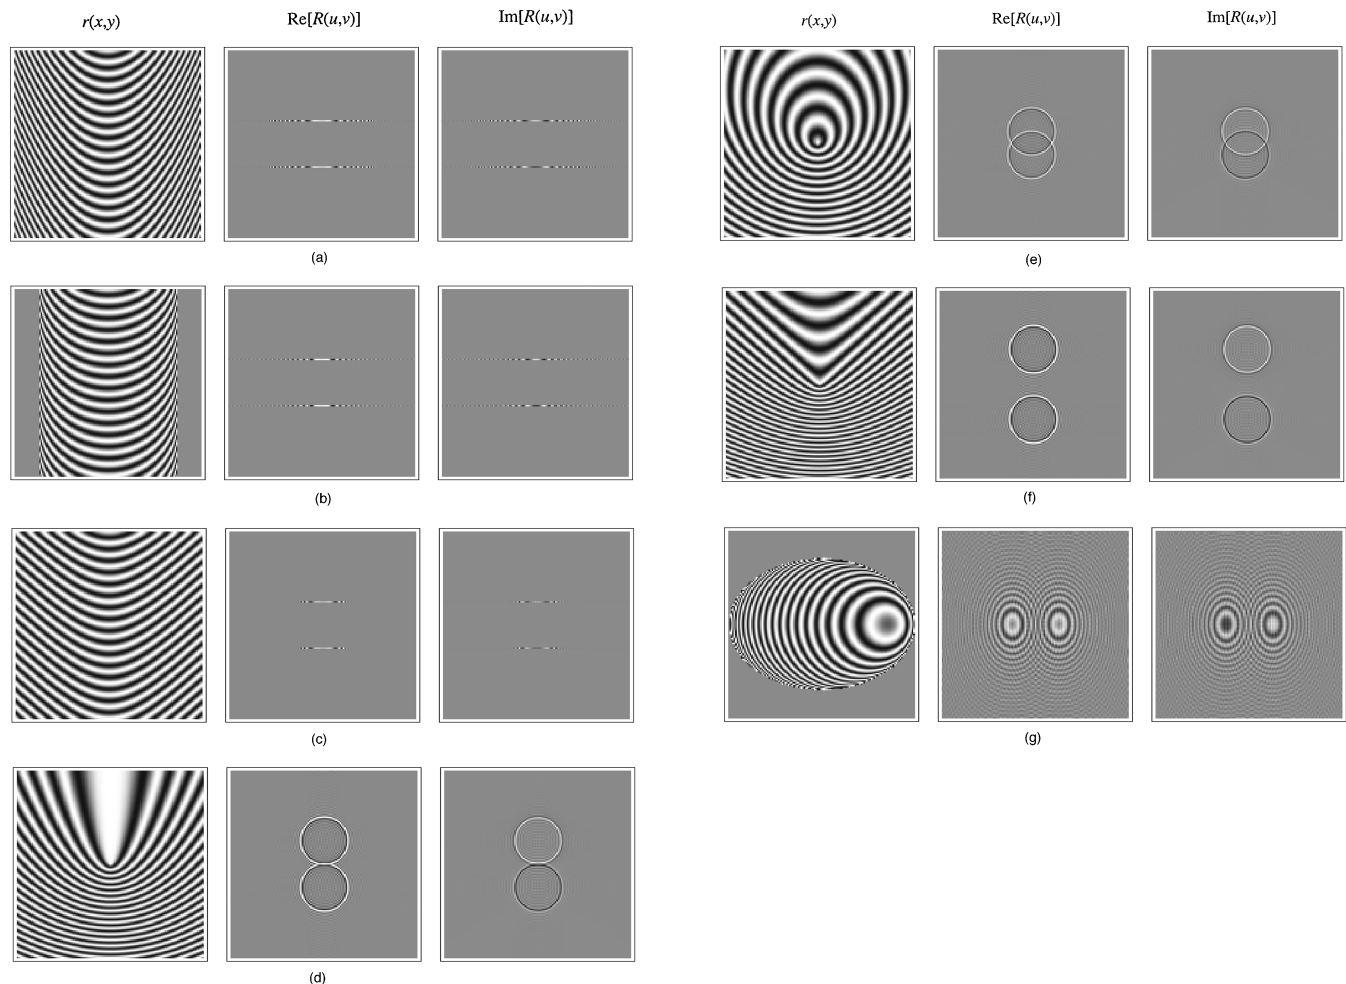 r(x,y) Re[R(u,v)] Im[R(u,v)]
(a)
(b)
(c)
(d)
r(x,y) Re[R(u,v)] Im[R(u,v)]
(e)
(f)
(g)